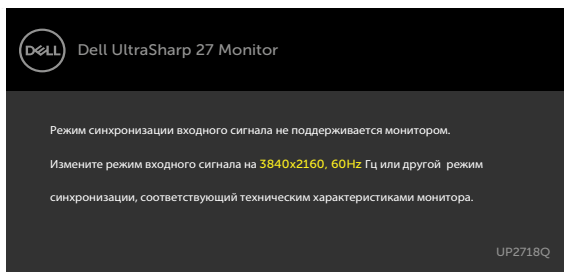 DELL
Dell UltraSharp 27 Monitor
Режим синхронизации входного сигнала не поддерживается монитором.
Измените режим входного сигнала на 3840x2160, 60Hz Гц или другой режим
синхронизации, соответствующий техническим характеристиками монитора.
UP2718Q